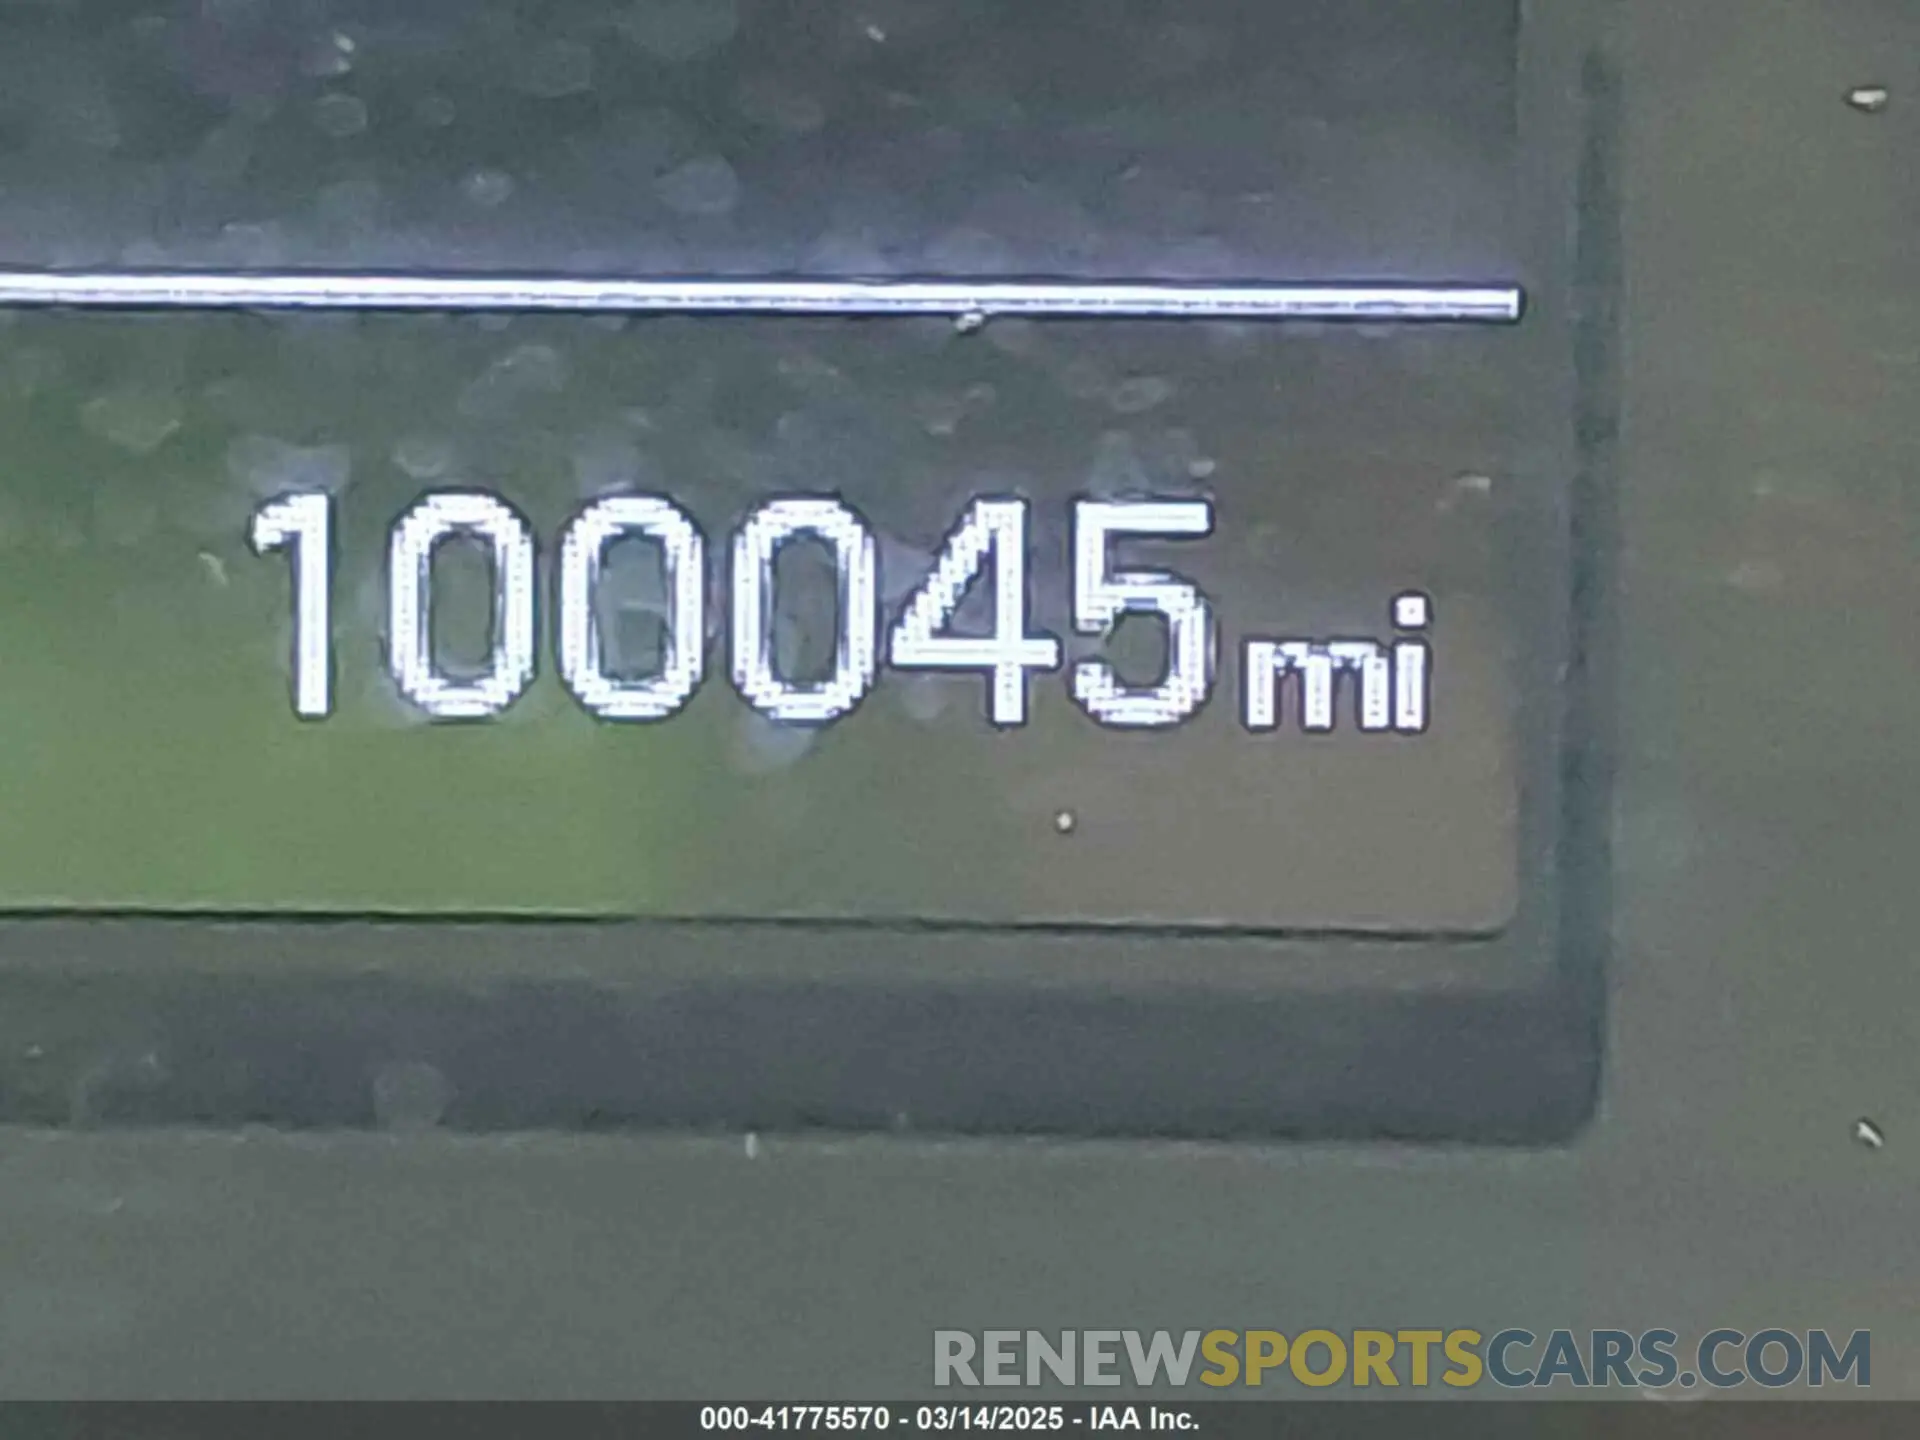 100045mi
RENEWSPORTSCARS.COM
000-41775570 - 03/14/2025 - IAA Inc.